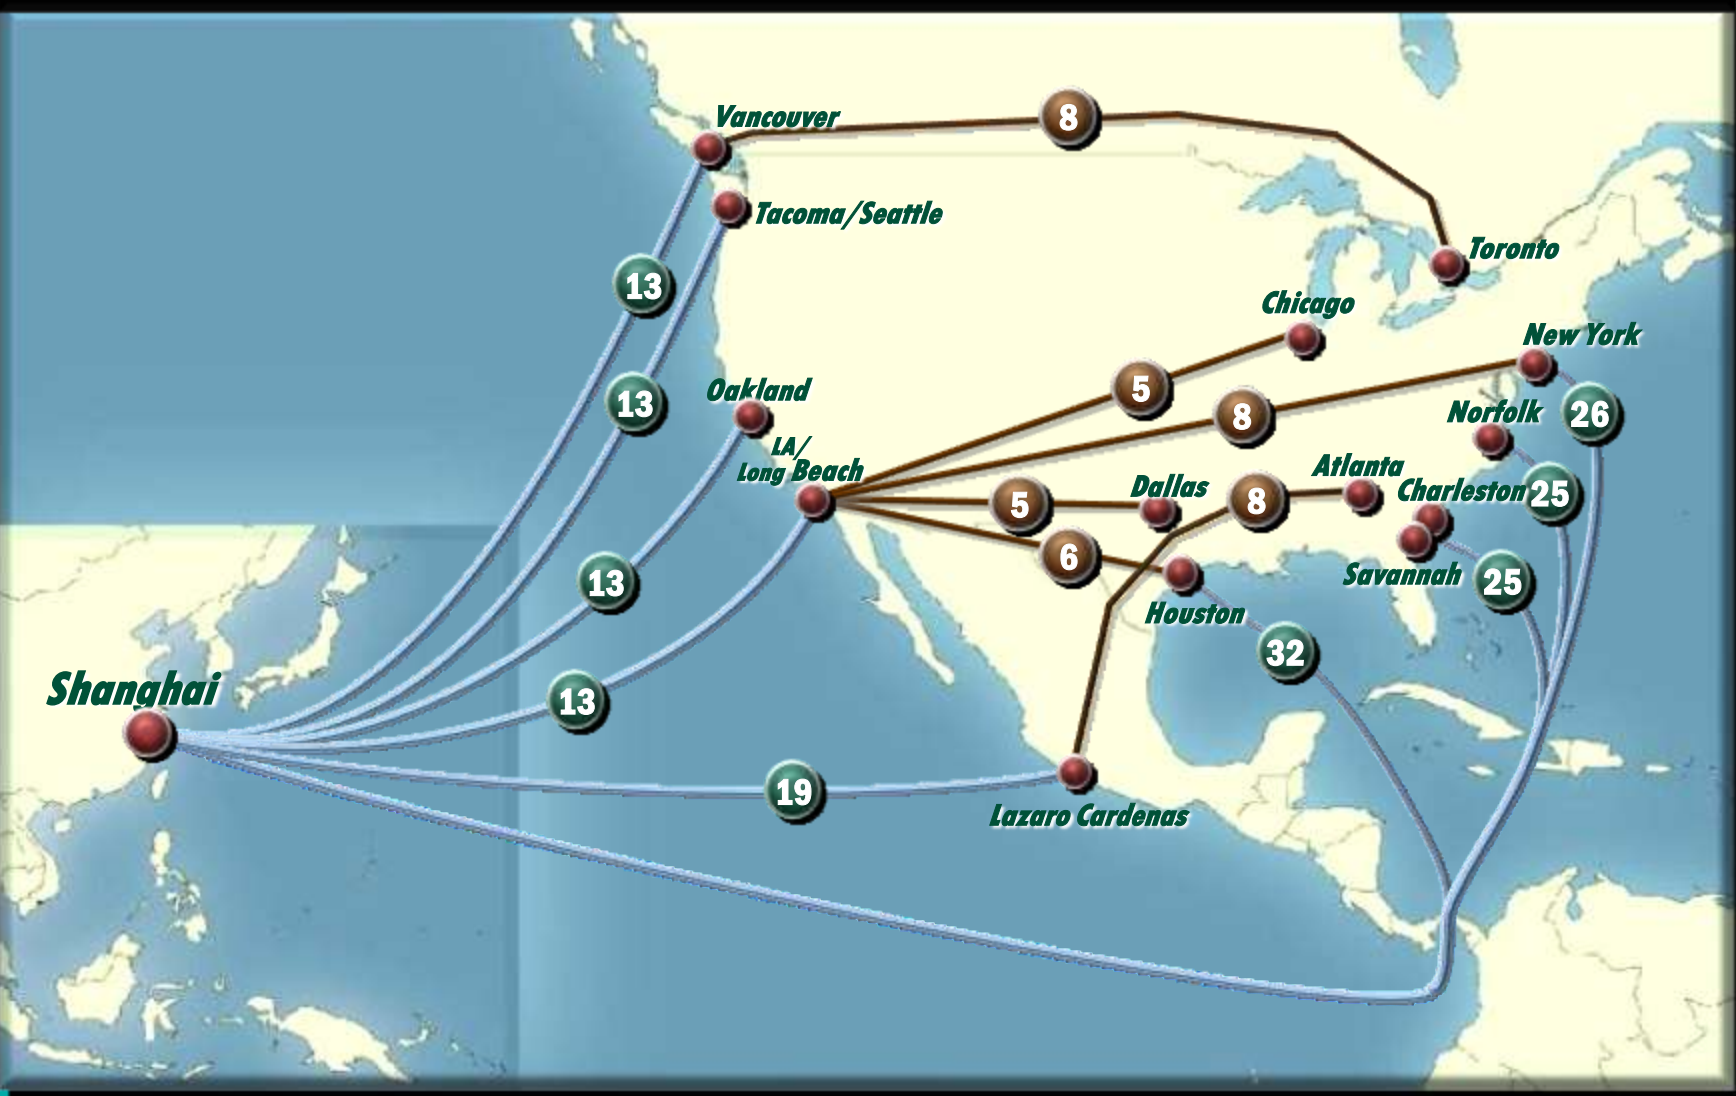 Vancouver
8
Tacoma/Seattle
Toronto
13
Chicago
New York
5
8
13
Oakland
Norfolk
26
LA/
Long Beach
Atlanta
Dallas
Charleston
25
5
8
6
Savannah
25
13
Houston
32
Shanghai
13
19
Lazaro Cardenas